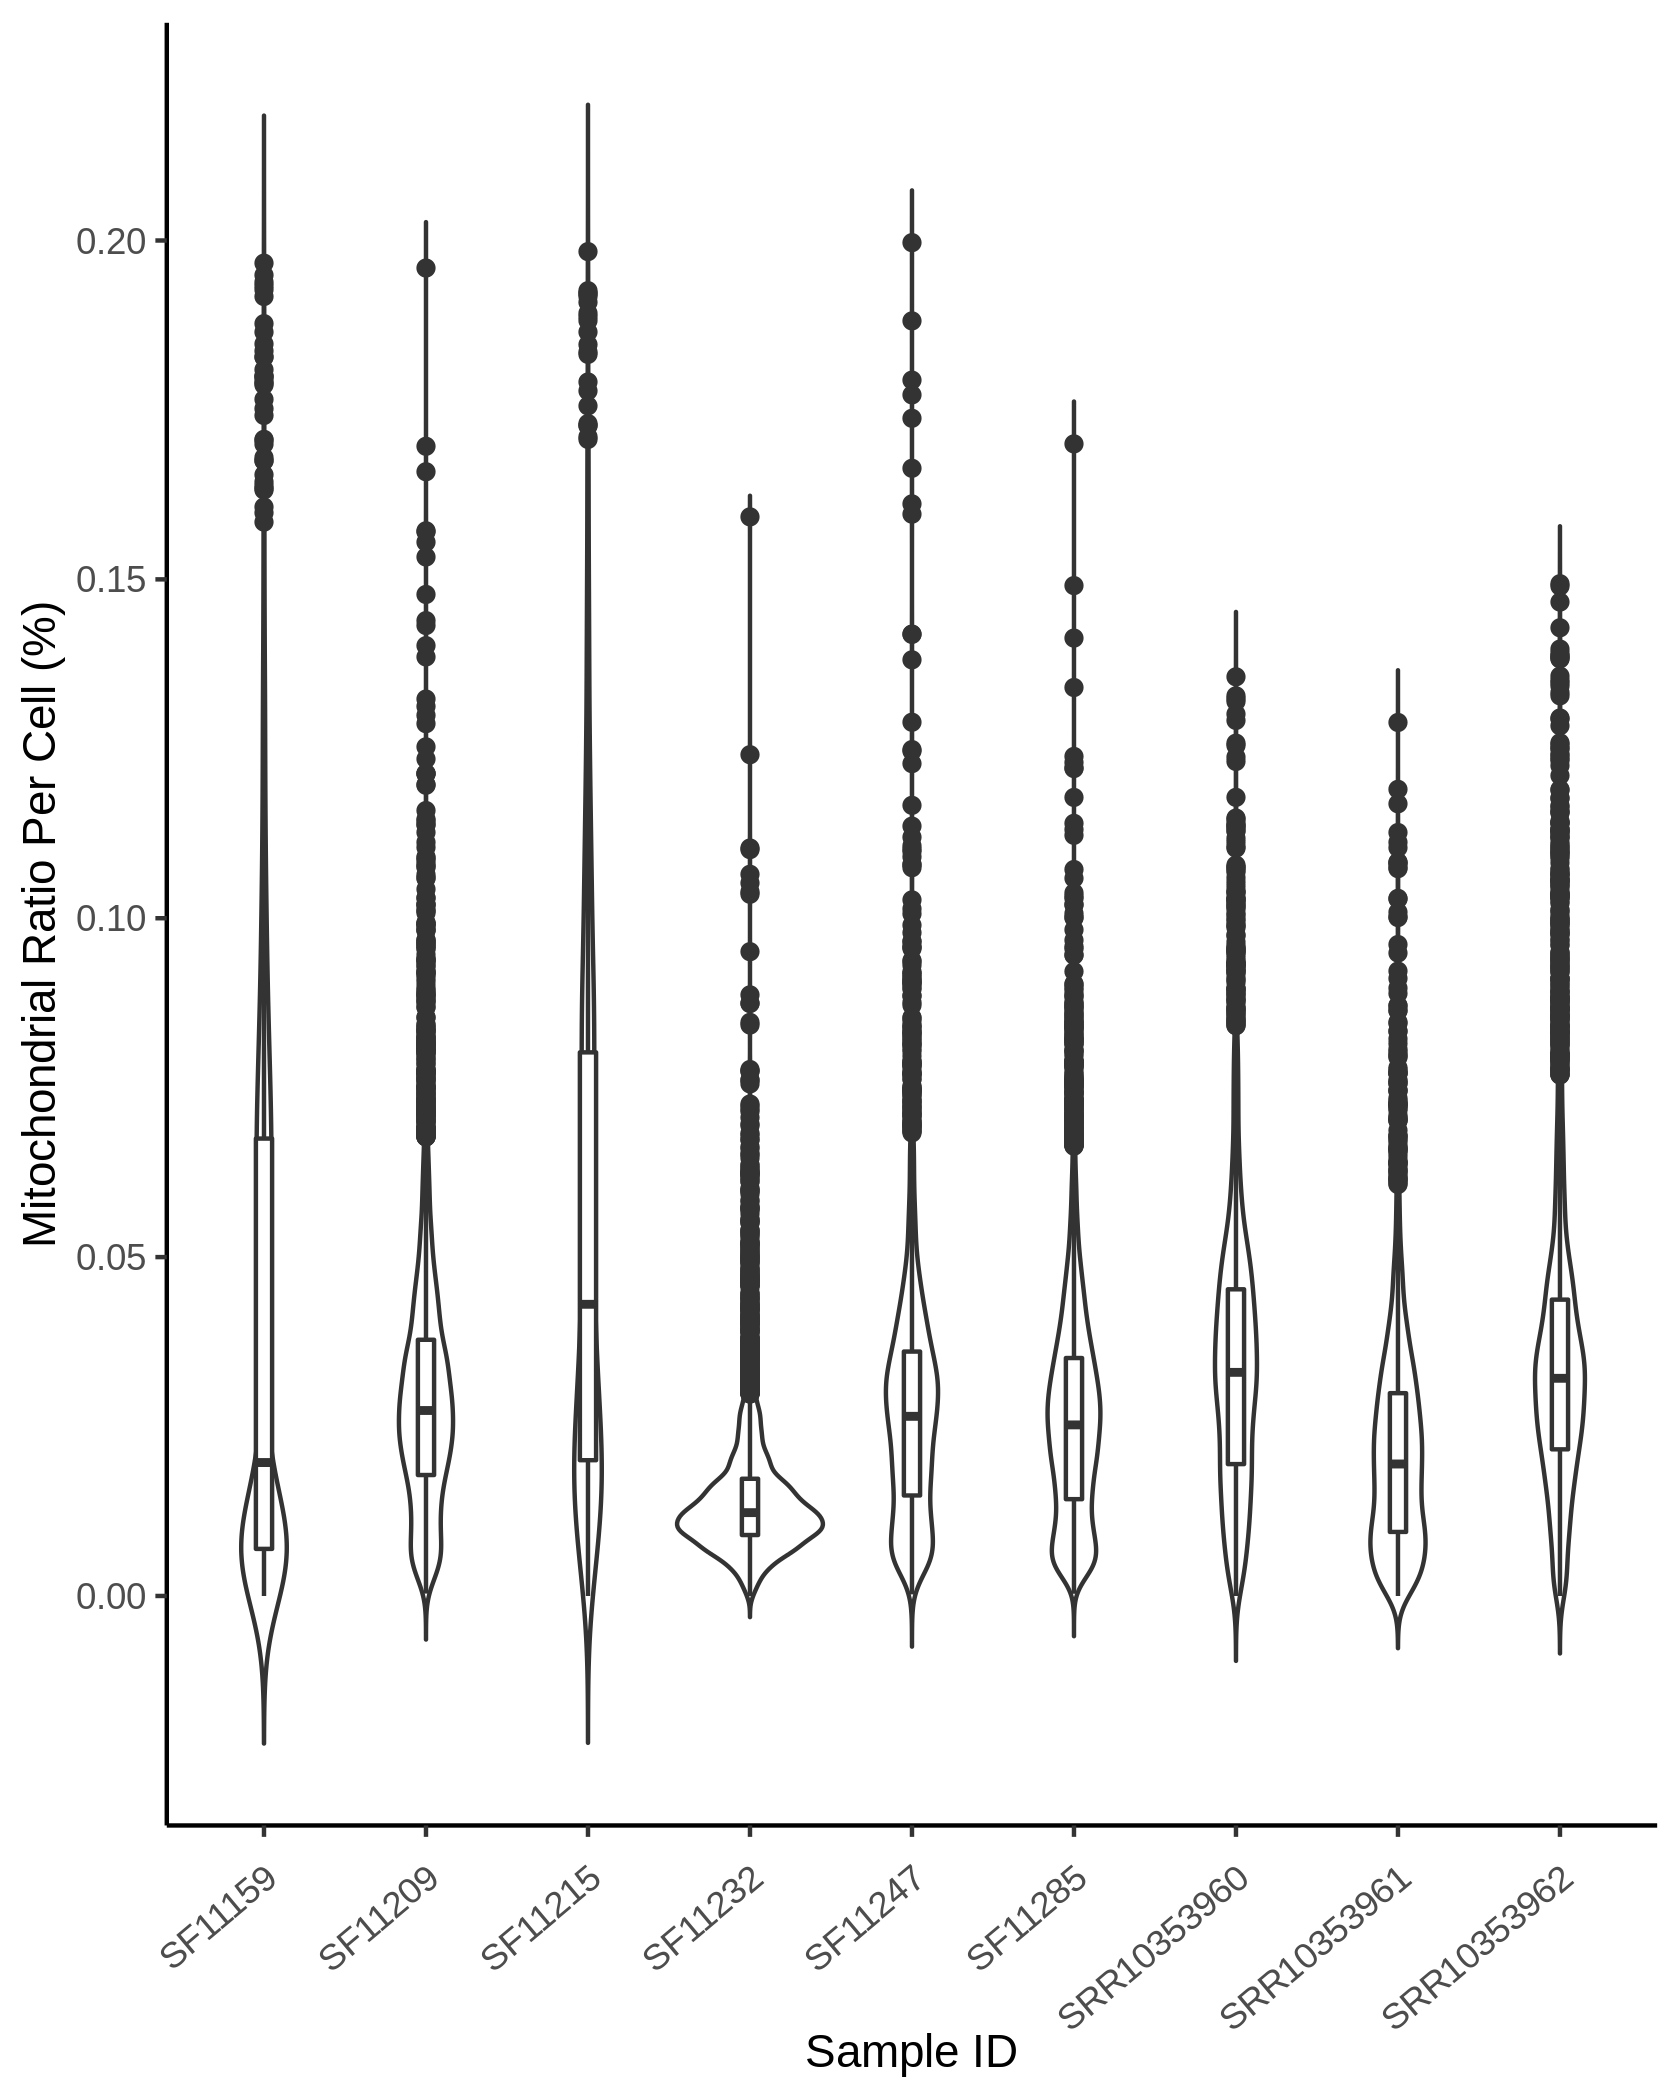 Mitochondrial Ratio Per Cell (%)
0.20
0.15
0.10
0.05
0.00
SF11159
SF11209
SF11215
SF11232
SF11247
SF11285
SRR10353960
SRR10353961
SRR10353962
Sample ID